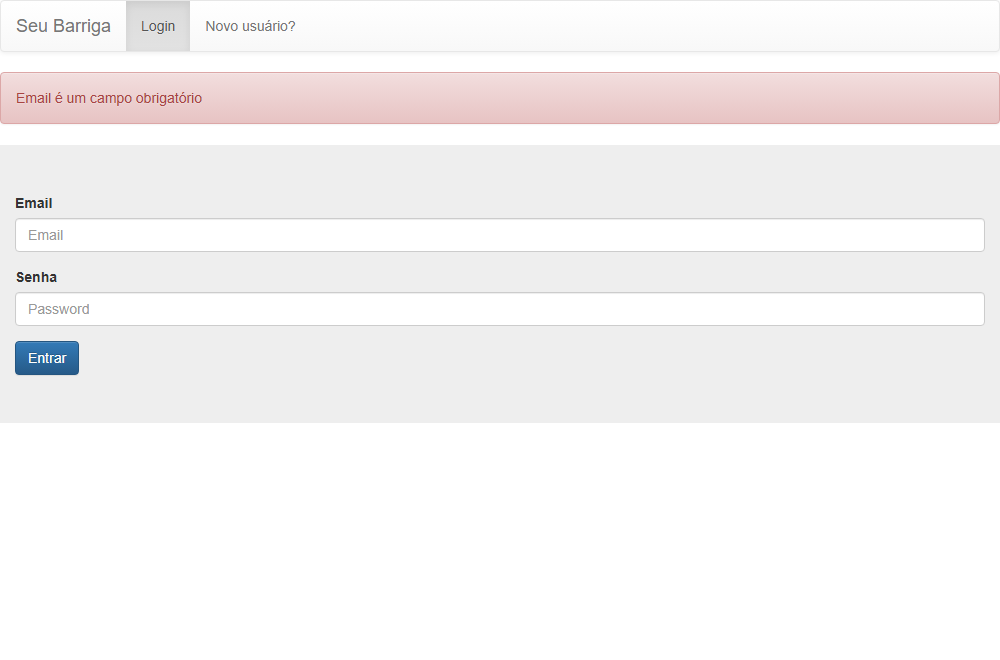 Seu Barriga Login Novo usuário?
Email é um campo obrigatório
Email
Email
Senha
Password
Entrar